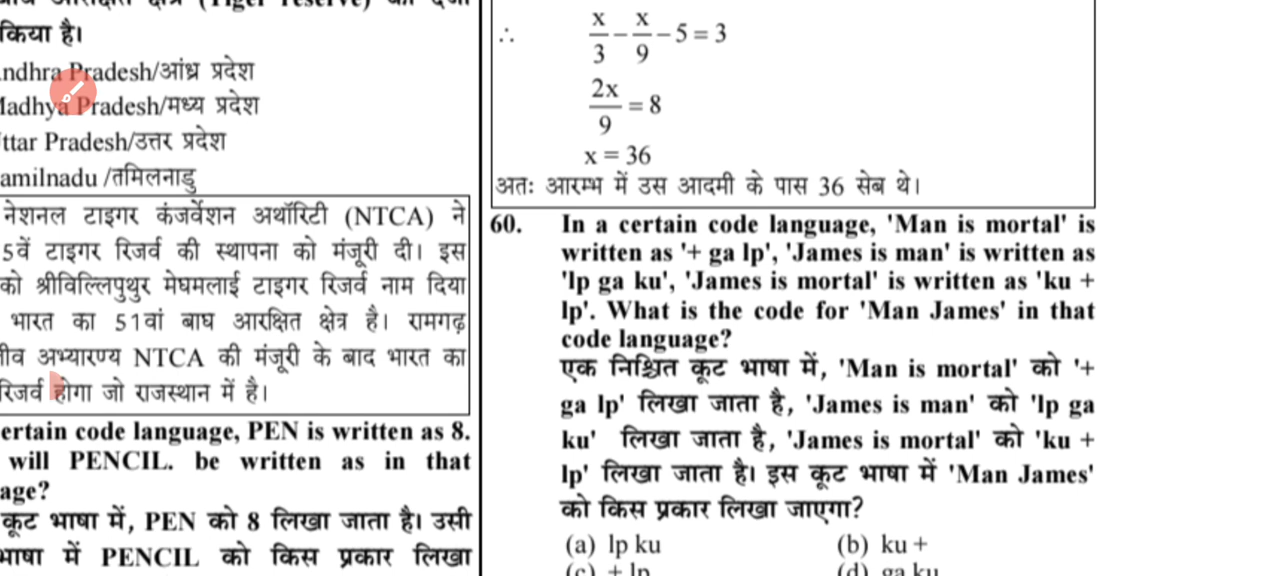 किया है।
ndhra Pradesh/आंध्र प्रदेश
Madhya Pradesh/मध्य प्रदेश
ttar Pradesh/उत्तर प्रदेश
amilnadu /तमिलनाडु
नेशनल टाइगर कंजर्वेशन अथॉरिटी (NTCA) ने
5वें टाइगर रिजर्व की स्थापना को मंजूरी दी। इस
को श्रीविल्लिपुथुर मेघमलाई टाइगर रिजर्व नाम दिया
भारत का 51वां बाघ आरक्षित क्षेत्र है। रामगढ़
अभ्यारण्य NTCA की मंजूरी के बाद भारत का
रिजर्व होगा जो राजस्थान में है।
ertain code language, PEN is written as 8.
will PENCIL. be written as in that
age?
कूट भाषा में, PEN को 8 लिखा जाता है। उसी
भाषा में PENCIL को किस प्रकार लिखा
∴ x/3 − x/9 − 5 = 3
2x/9 = 8
x = 36
अतः आरम्भ में उस आदमी के पास 36 सेब थे।
60. In a certain code language, 'Man is mortal' is
written as '+ ga lp', 'James is man' is written as
'lp ga ku', 'James is mortal' is written as 'ku +
lp'. What is the code for 'Man James' in that
code language?
एक निश्चित कूट भाषा में, 'Man is mortal' को '+
ga lp' लिखा जाता है, 'James is man' को 'lp ga
ku' लिखा जाता है, 'James is mortal' को 'ku +
lp' लिखा जाता है। इस कूट भाषा में 'Man James'
को किस प्रकार लिखा जाएगा?
(a) lp ku (b) ku +
(c) + lp (d) ga ku